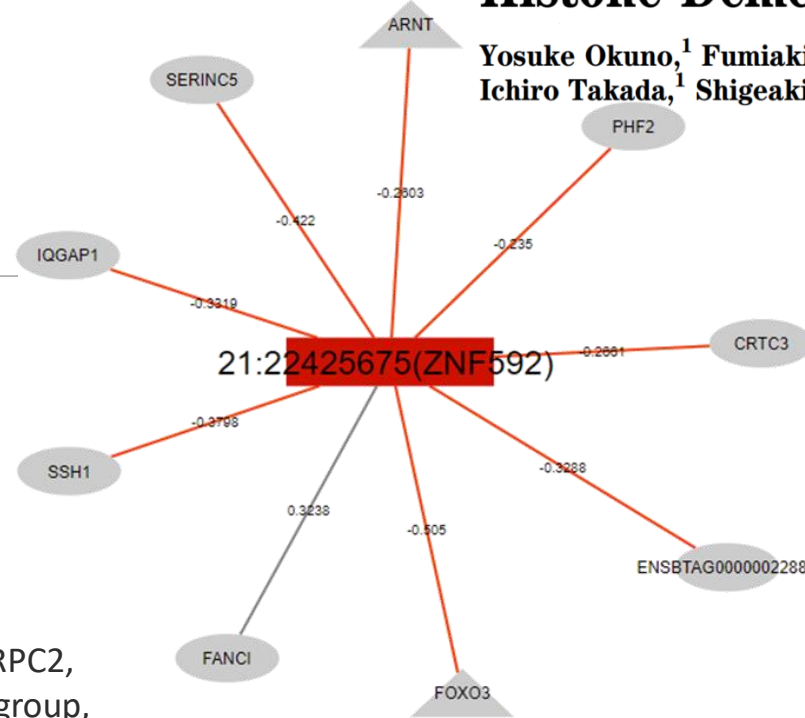 ARNT
Yosuke Okuno,¹ Fumiaki
Ichiro Takada,¹ Shigeaki
SERINC5
PHF2
-0.2603
-0.422
-0.235
IQGAP1
-0.3319
CRTC3
-0.2661
21:22425675(ZNF592)
-0.3798
SSH1
-0.3288
0.3238
-0.505
ENSBTAG0000002288
FANCI
RPC2,
FOXO3
group,